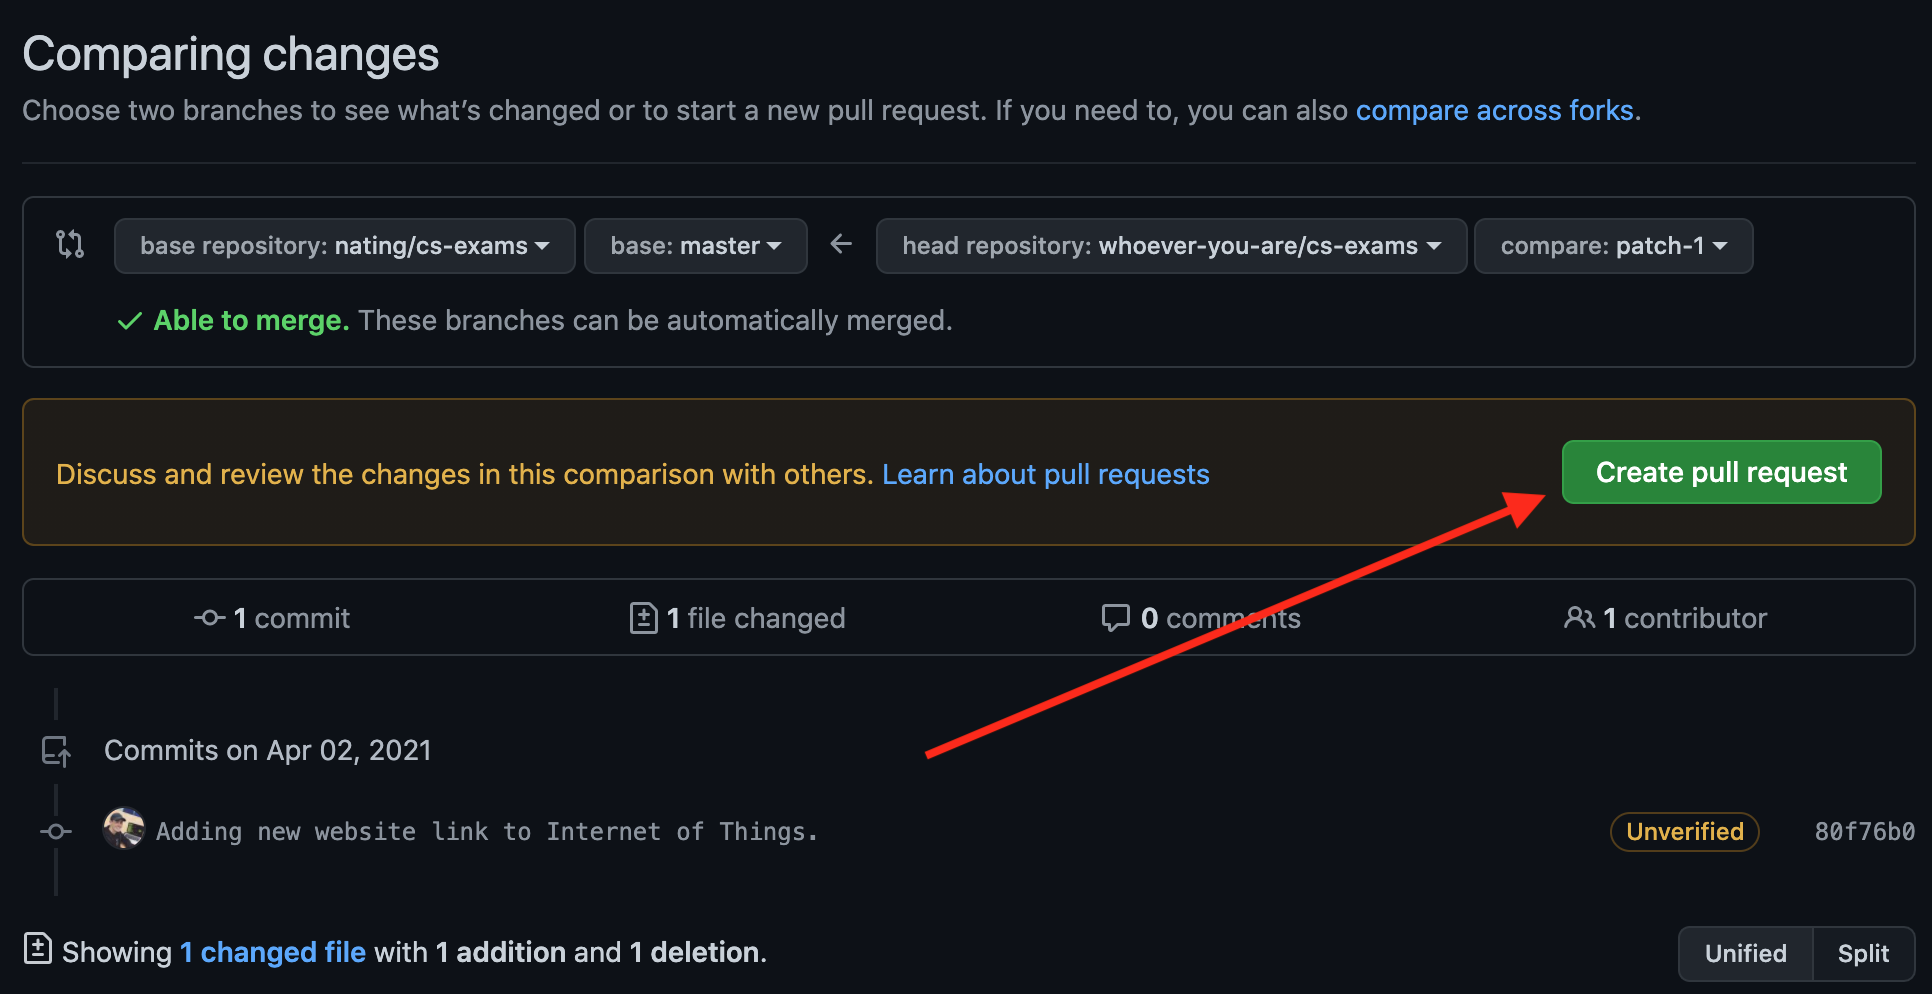 Comparing changes
Choose two branches to see what’s changed or to start a new pull request. If you need to, you can also compare across forks.
base repository: nating/cs-exams base: master head repository: whoever-you-are/cs-exams compare: patch-1
Able to merge. These branches can be automatically merged.
Discuss and review the changes in this comparison with others. Learn about pull requests Create pull request
1 commit 1 file changed 0 comments 1 contributor
Commits on Apr 02, 2021
Adding new website link to Internet of Things. Unverified 80f76b0
Showing 1 changed file with 1 addition and 1 deletion. Unified Split